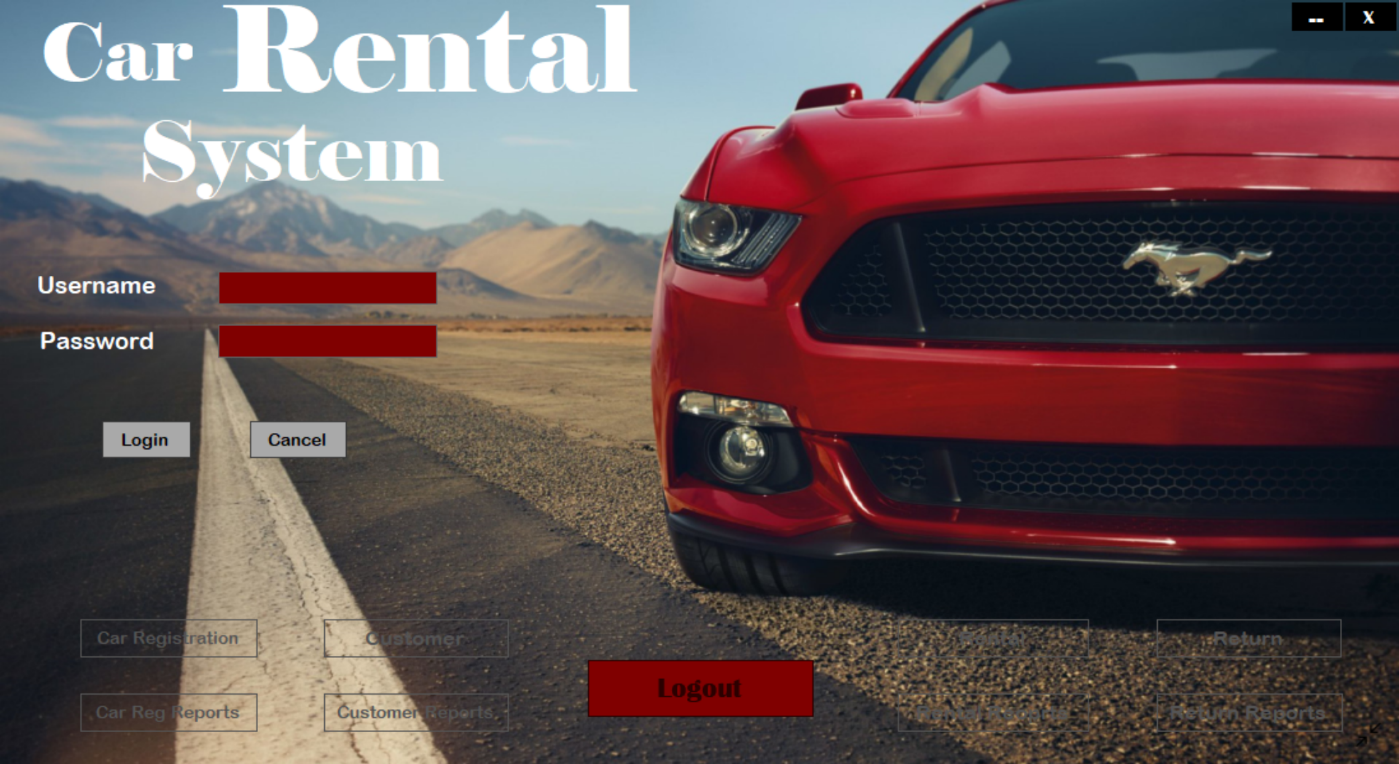 Car Rental
System
-- X
Username
Password
Login Cancel
Car Registration Customer Return
Logout
Car Reg Reports Customer Reports Return Reports